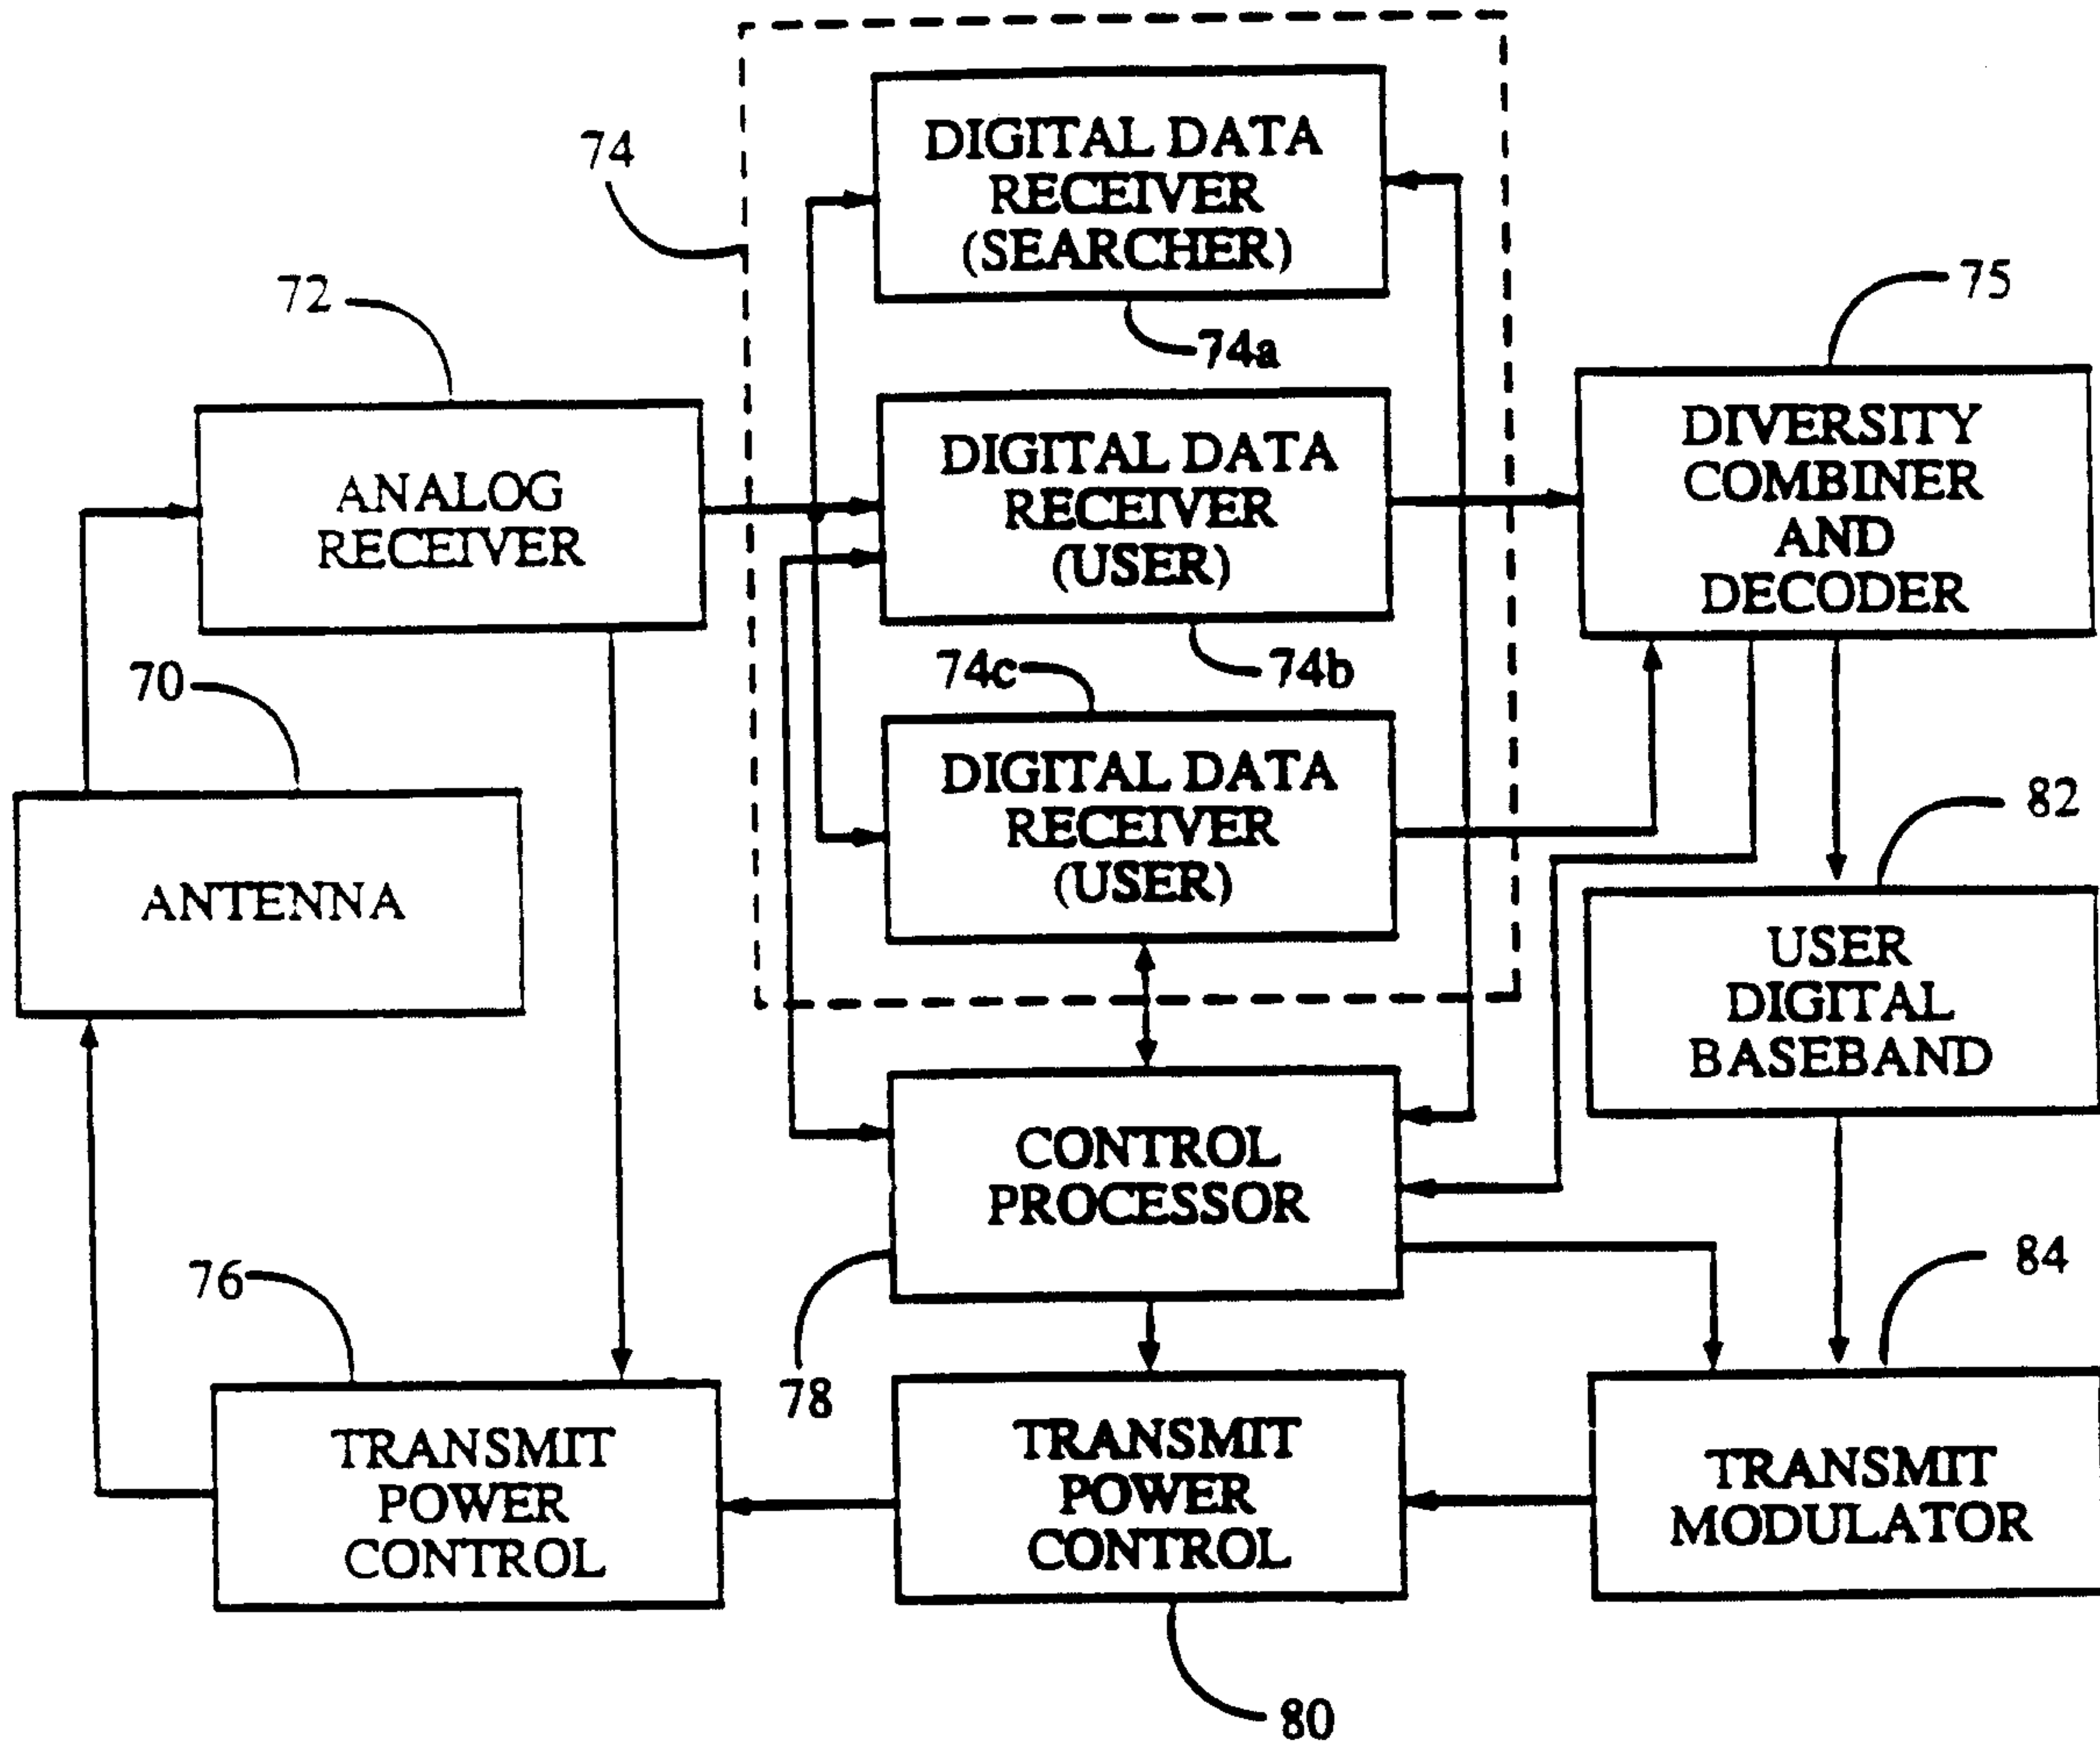 74
DIGITAL DATA
RECEIVER
(SEARCHER)
74a
72
75
ANALOG
RECEIVER
DIGITAL DATA
RECEIVER
(USER)
74b
DIVERSITY
COMBINER
AND
DECODER
70
74c
ANTENNA
DIGITAL DATA
RECEIVER
(USER)
82
USER
DIGITAL
BASEBAND
CONTROL
PROCESSOR
78
76
84
TRANSMIT
POWER
CONTROL
TRANSMIT
POWER
CONTROL
80
TRANSMIT
MODULATOR